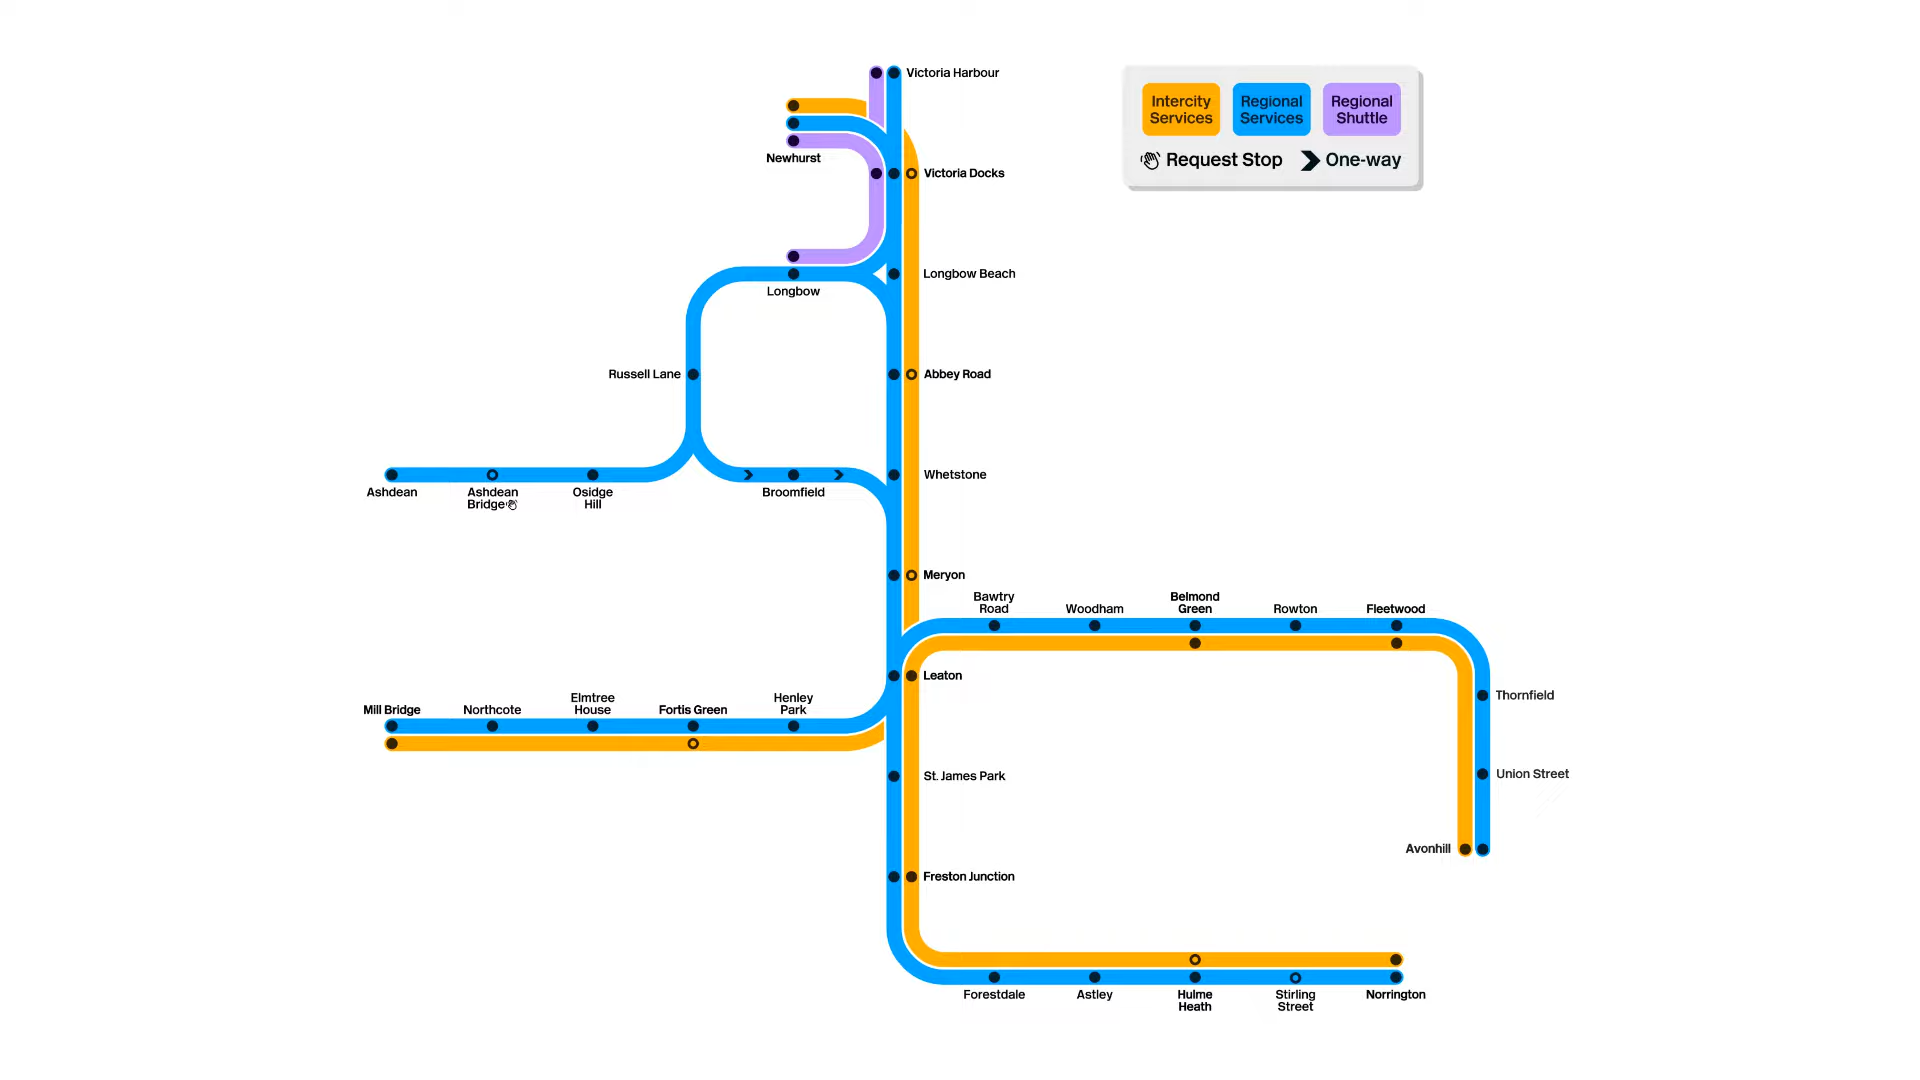 Victoria Harbour
Intercity
Services
Regional
Services
Regional
Shuttle
Request Stop
One-way
Newhurst
Victoria Docks
Longbow Beach
Longbow
Russell Lane
Abbey Road
Ashdean
Ashdean
Bridge
Osidge
Hill
Broomfield
Whetstone
Meryon
Bawtry
Road
Woodham
Belmond
Green
Rowton
Fleetwood
Leaton
Thornfield
Mill Bridge
Northcote
Elmtree
House
Fortis Green
Henley
Park
St. James Park
Union Street
Avonhill
Freston Junction
Forestdale
Astley
Hulme
Heath
Stirling
Street
Norrington